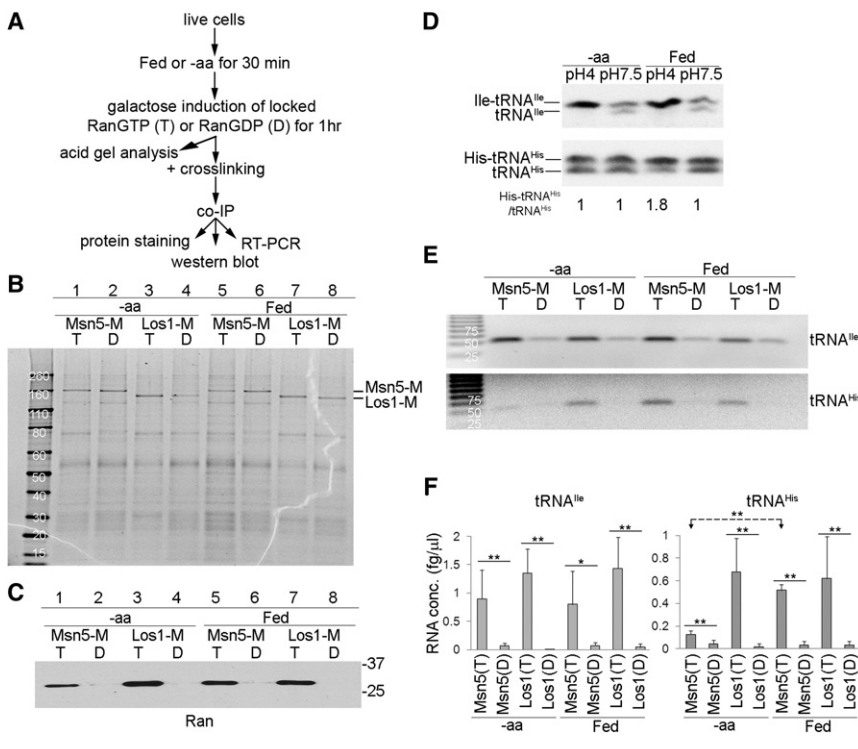 A
live cells
Fed or -aa for 30 min
galactose induction of locked
RanGTP (T) or RanGDP (D) for 1hr
acid gel analysis
+ crosslinking
co-IP
protein staining
RT-PCR
western blot
B
1 2 3 4 5 6 7 8
-aa Fed
Msn5-M Los1-M Msn5-M Los1-M
T D T D T D T D
260
160
110
80
60
50
40
30
20
15
Msn5-M
Los1-M
C
1 2 3 4 5 6 7 8
-aa Fed
Msn5-M Los1-M Msn5-M Los1-M
T D T D T D T D
-37
-25
Ran
D
-aa Fed
pH4 pH7.5 pH4 pH7.5
Ile-tRNAᴵˡᵉ
tRNAᴵˡᵉ
His-tRNAᴴⁱˢ
tRNAᴴⁱˢ
His-tRNAᴴⁱˢ
/tRNAᴴⁱˢ
1 1 1.8 1
E
-aa Fed
Msn5-M Los1-M Msn5-M Los1-M
T D T D T D T D
75
50
25
tRNAᴵˡᵉ
75
50
25
tRNAᴴⁱˢ
F
tRNAᴵˡᵉ
RNA conc. (fg/µl)
2
1.5
1
0.5
0
** ** * **
Msn5(T) Msn5(D) Los1(T) Los1(D) Msn5(T) Msn5(D) Los1(T) Los1(D)
-aa Fed
tRNAᴴⁱˢ
1
0.8
0.6
0.4
0.2
0
**
** ** ** **
Msn5(T) Msn5(D) Los1(T) Los1(D) Msn5(T) Msn5(D) Los1(T) Los1(D)
-aa Fed